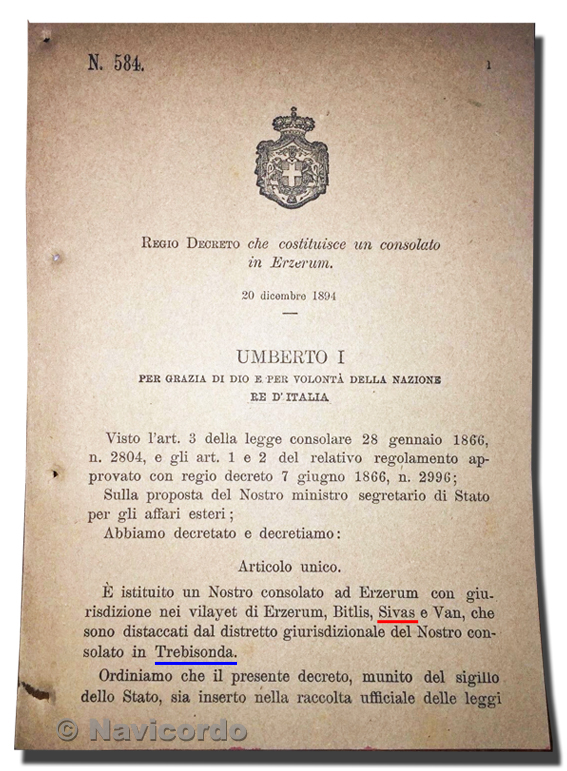 N. 584.
1
REGIO DECRETO che costituisce un consolato
in Erzerum.
20 dicembre 1894
UMBERTO I
PER GRAZIA DI DIO E PER VOLONTÀ DELLA NAZIONE
RE D'ITALIA
Visto l'art. 3 della legge consolare 28 gennaio 1866,
n. 2804, e gli art. 1 e 2 del relativo regolamento ap-
provato con regio decreto 7 giugno 1866, n. 2996;
Sulla proposta del Nostro ministro segretario di Stato
per gli affari esteri;
Abbiamo decretato e decretiamo:
Articolo unico.
È istituito un Nostro consolato ad Erzerum con giu-
risdizione nei vilayet di Erzerum, Bitlis, Sivas e Van, che
sono distaccati dal distretto giurisdizionale del Nostro con-
solato in Trebisonda.
Ordiniamo che il presente decreto, munito del sigillo
dello Stato, sia inserto nella raccolta ufficiale delle leggi
© Navicordo